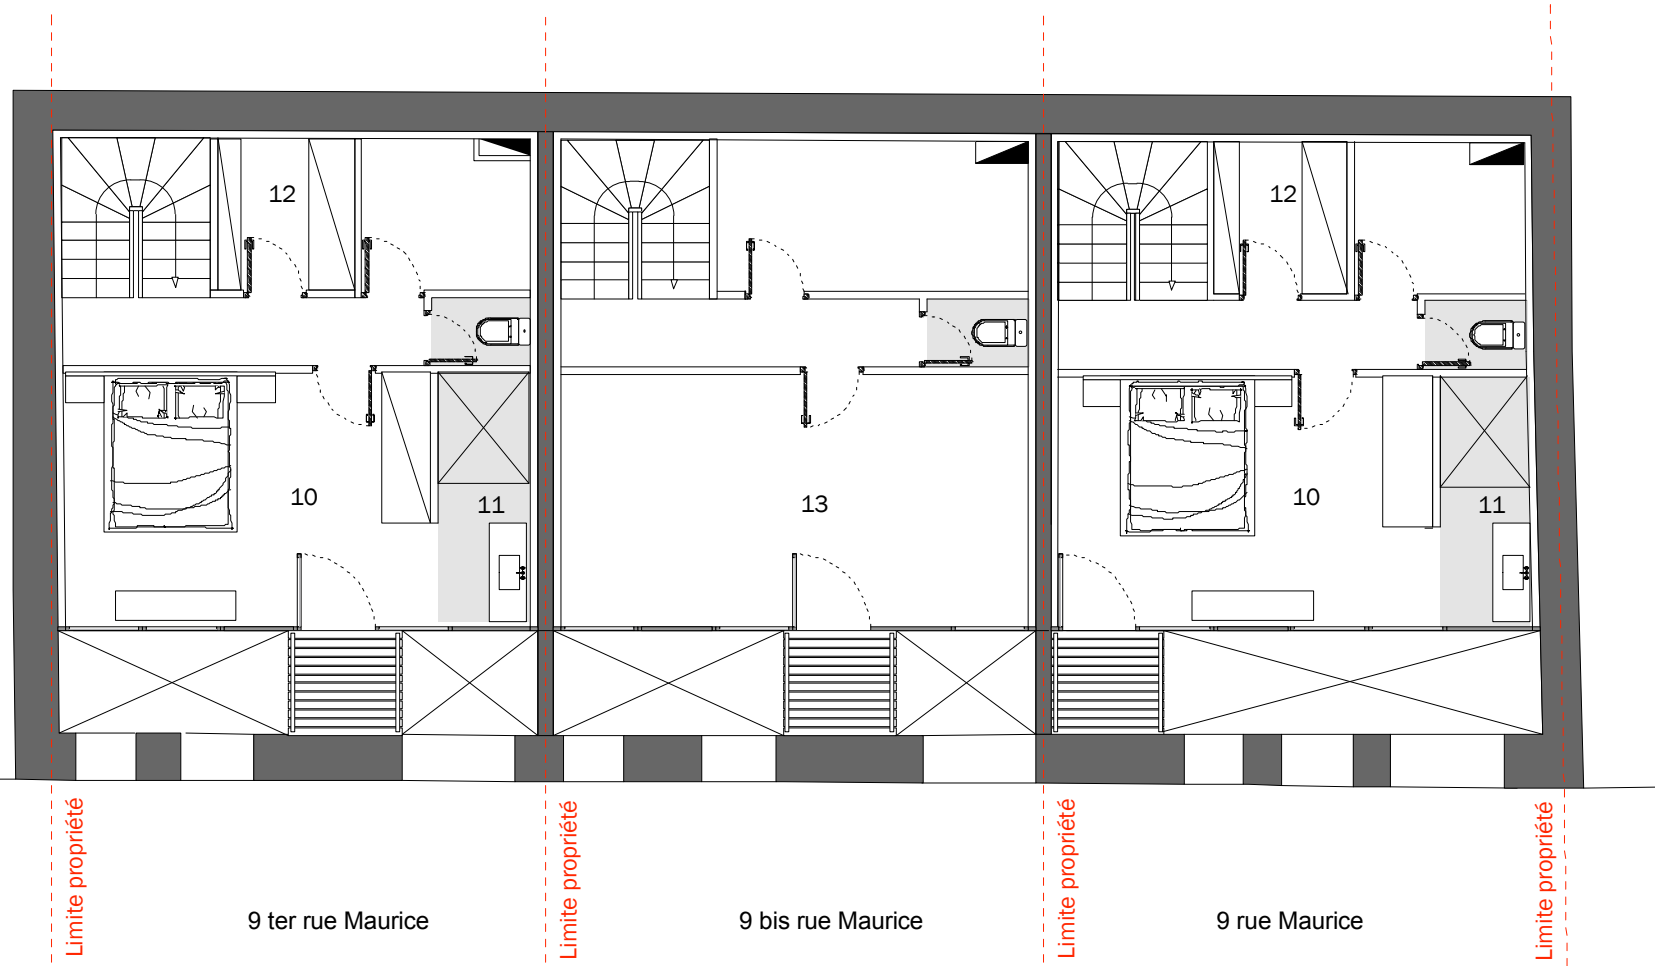 12
12
10
11
13
10
11
Limite propriété
Limite propriété
Limite propriété
Limite propriété
9 ter rue Maurice
9 bis rue Maurice
9 rue Maurice